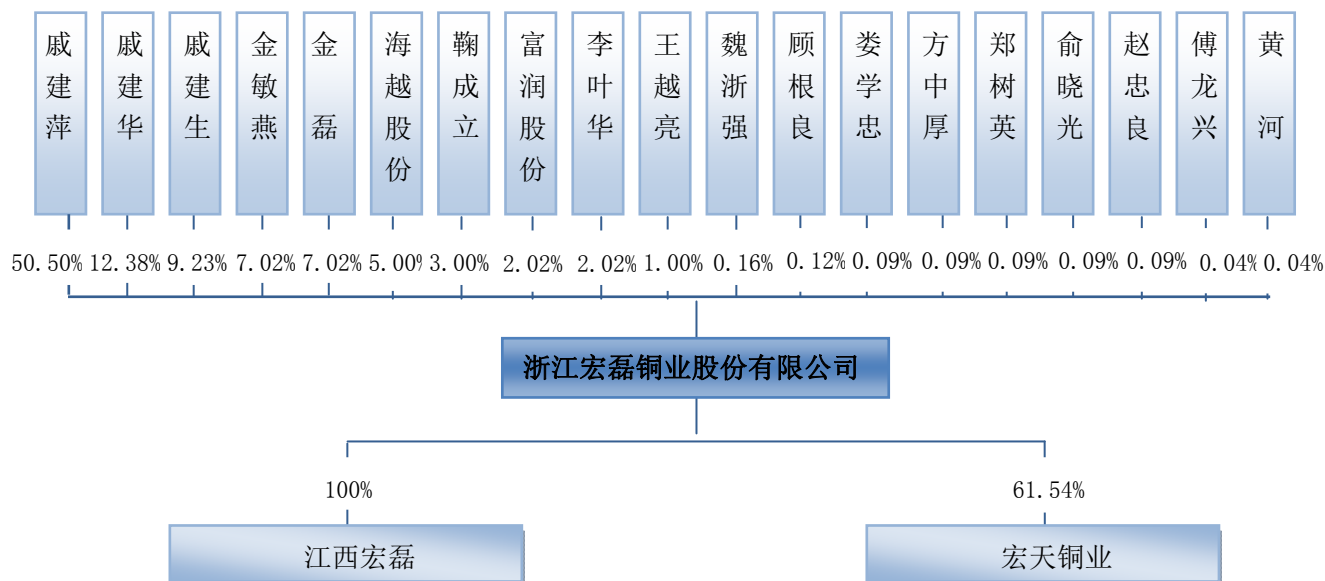 戚建萍
戚建华
戚建生
金敏燕
金 磊
海越股份
鞠成立
富润股份
李叶华
王越亮
魏浙强
顾根良
娄学忠
方中厚
郑树英
俞晓光
赵忠良
傅龙兴
黄 河
50.50% 12.38% 9.23% 7.02% 7.02% 5.00% 3.00% 2.02% 2.02% 1.00% 0.16% 0.12% 0.09% 0.09% 0.09% 0.09% 0.09% 0.04% 0.04%
浙江宏磊铜业股份有限公司
100% 61.54%
江西宏磊 宏天铜业